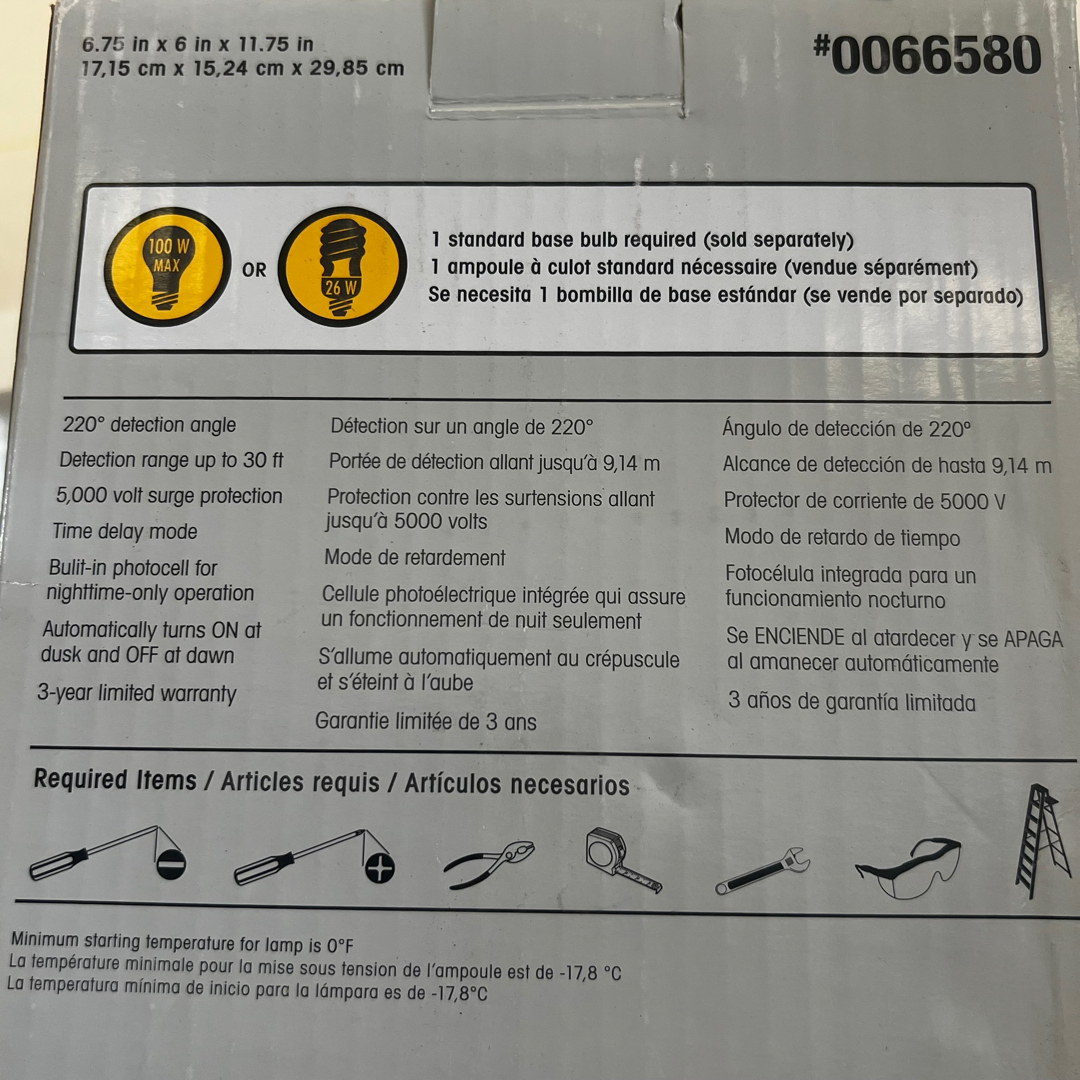 6.75 in x 6 in x 11.75 in
17,15 cm x 15,24 cm x 29,85 cm
#0066580
100 W
MAX
OR
26 W
1 standard base bulb required (sold separately)
1 ampoule à culot standard nécessaire (vendue séparément)
Se necesita 1 bombilla de base estándar (se vende por separado)
220° detection angle
Detection range up to 30 ft
5,000 volt surge protection
Time delay mode
Bulit-in photocell for
nighttime-only operation
Automatically turns ON at
dusk and OFF at dawn
3-year limited warranty
Détection sur un angle de 220°
Portée de détection allant jusqu'à 9,14 m
Protection contre les surtensions allant
jusqu'à 5000 volts
Mode de retardement
Cellule photoélectrique intégrée qui assure
un fonctionnement de nuit seulement
S'allume automatiquement au crépuscule
et s'éteint à l'aube
Garantie limitée de 3 ans
Ángulo de detección de 220°
Alcance de detección de hasta 9,14 m
Protector de corriente de 5000 V
Modo de retardo de tiempo
Fotocélula integrada para un
funcionamiento nocturno
Se ENCIENDE al atardecer y se APAGA
al amanecer automáticamente
3 años de garantía limitada
Required Items / Articles requis / Artículos necesarios
Minimum starting temperature for lamp is 0°F
La température minimale pour la mise sous tension de l'ampoule est de -17,8 °C
La temperatura mínima de inicio para la lámpara es de -17,8°C